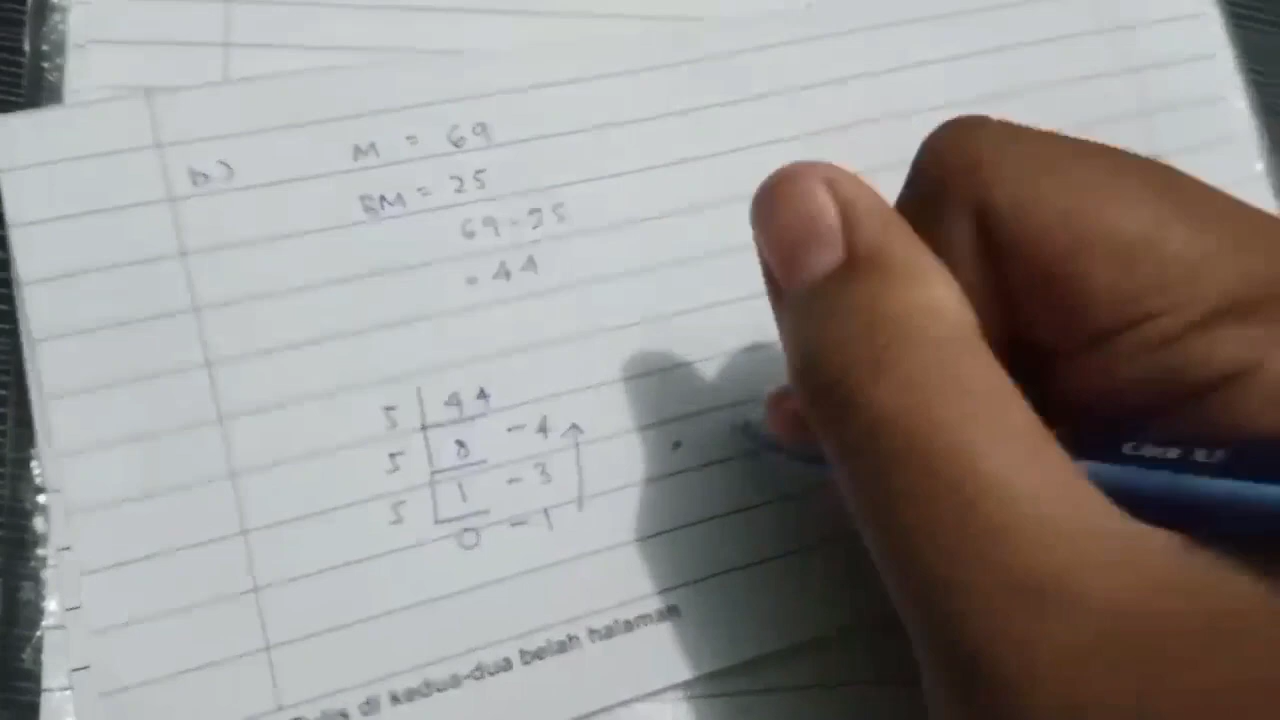 b) M = 69
BM = 25
69 - 25
= 44
5 44
5 8 - 4
5 1 - 3
0 - 1
di kedua-dua belah halaman